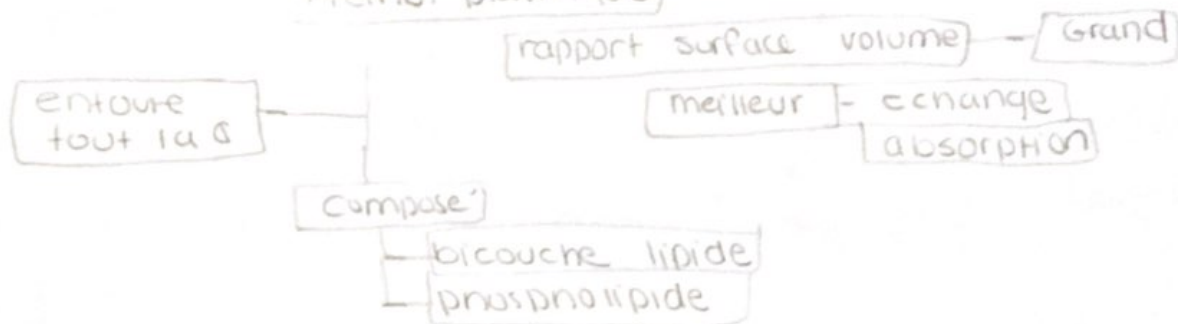 rapport surface volume - Grand
entoure
tout la
meilleur - echange
absorption
composé
bicouche lipide
phospholipide